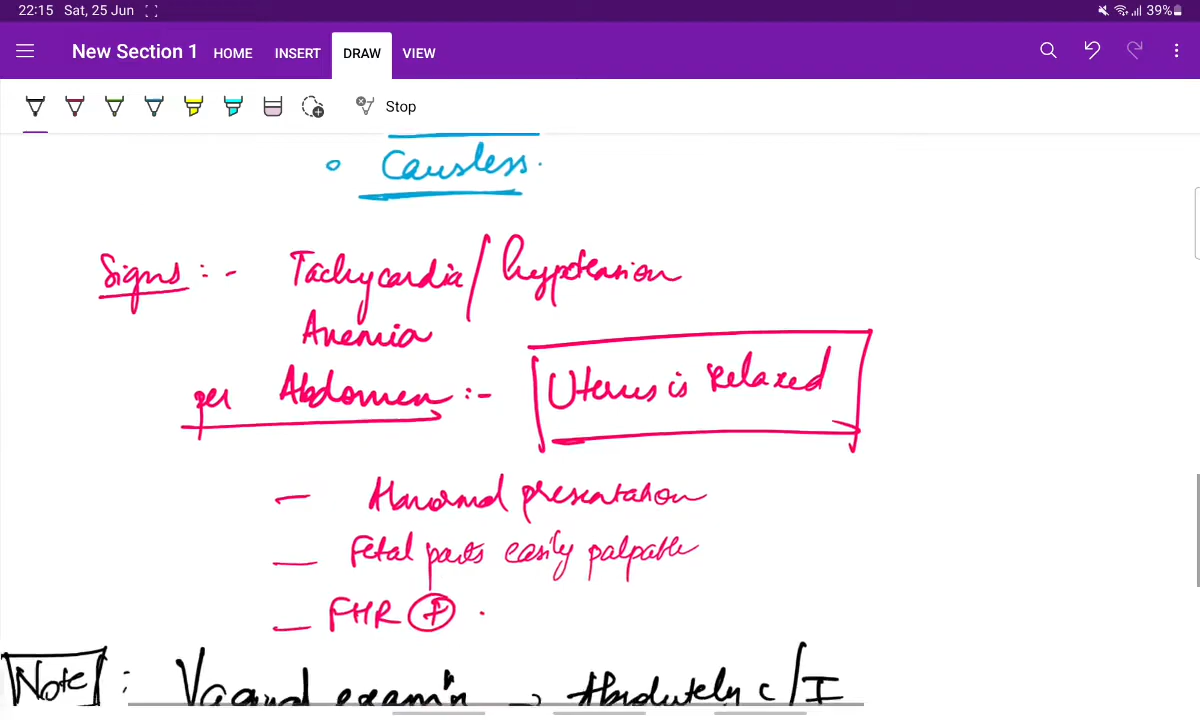 22:15 Sat, 25 Jun 39%
New Section 1 HOME INSERT DRAW VIEW
Stop
Causless.
Signs :- Tachycardia/hypotension
Anemia
per Abdomen :- Uterus is Relaxed
— Abnormal presentation
— Fetal parts easily palpable
— FHR (+) .
Note : Vaginal examn → Absolutely c/I